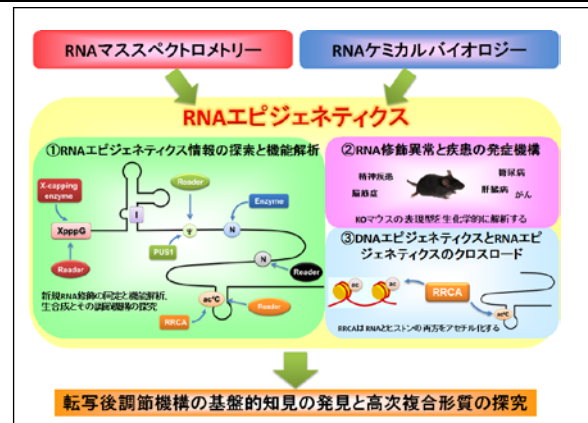 RNAマススペクトロメトリー
RNAケミカルバイオロジー
RNAエピジェネティクス
①RNAエピジェネティクス情報の探索と機能解析
X-capping
enzyme
XpppG
Reader
I
Reader
Ψ
PUS1
Enzyme
N
N
Reader
ac⁴C
RRCA
Reader
新規RNA修飾の同定と機能解析、
生合成とその調節機構の探究
②RNA修飾異常と疾患の発症機構
精神疾患
脳筋症
糖尿病
肝臓病
がん
KOマウスの表現型を生化学的に解析する
③DNAエピジェネティクスとRNAエピ
ジェネティクスのクロスロード
ac
ac
RRCA
ac⁴C
RRCAはRNAとヒストンの両方をアセチル化する
転写後調節機構の基盤的知見の発見と高次複合形質の探究